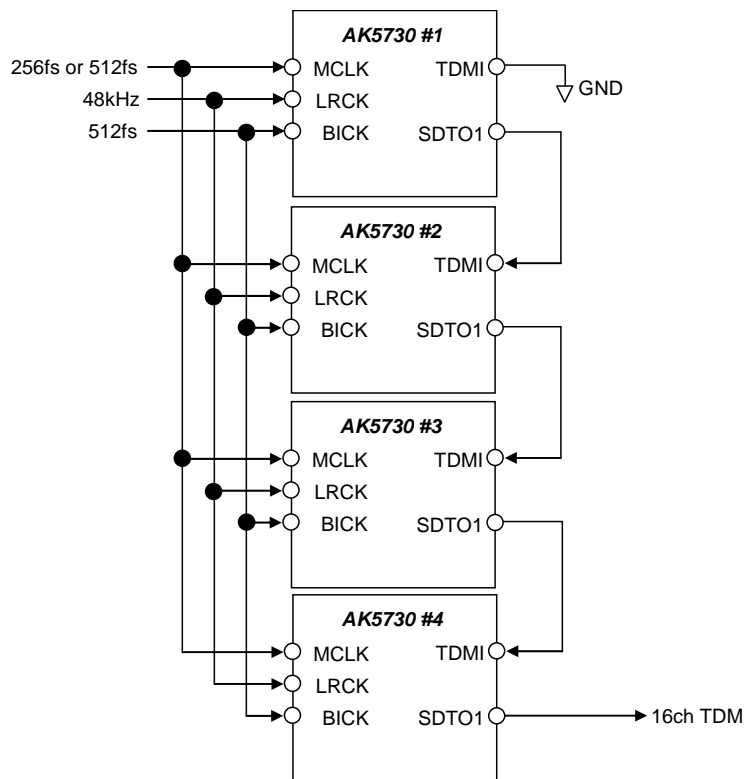 AK5730 #1
256fs or 512fs
MCLK
TDMI
GND
48kHz
LRCK
512fs
BICK
SDTO1
AK5730 #2
MCLK
TDMI
LRCK
BICK
SDTO1
AK5730 #3
MCLK
TDMI
LRCK
BICK
SDTO1
AK5730 #4
MCLK
TDMI
LRCK
BICK
SDTO1
16ch TDM